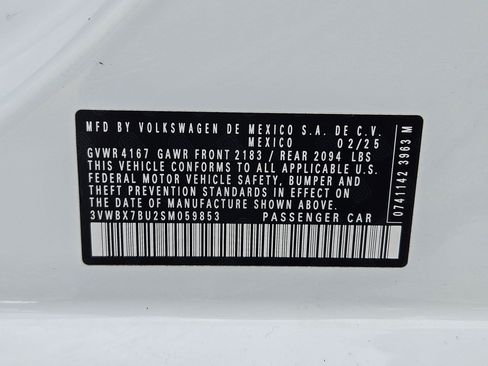 MFD BY VOLKSWAGEN DE MEXICO S.A. DE C.V.
MEXICO 02/25
GVWR 4167 GAWR FRONT 2183 / REAR 2094 LBS
THIS VEHICLE CONFORMS TO ALL APPLICABLE U.S.
FEDERAL MOTOR VEHICLE SAFETY, BUMPER AND
THEFT PREVENTION STANDARDS IN EFFECT ON
THE DATE OF MANUFACTURE SHOWN ABOVE.
3VWBX7BU2SM059853 PASSENGER CAR
0741142 3963 M